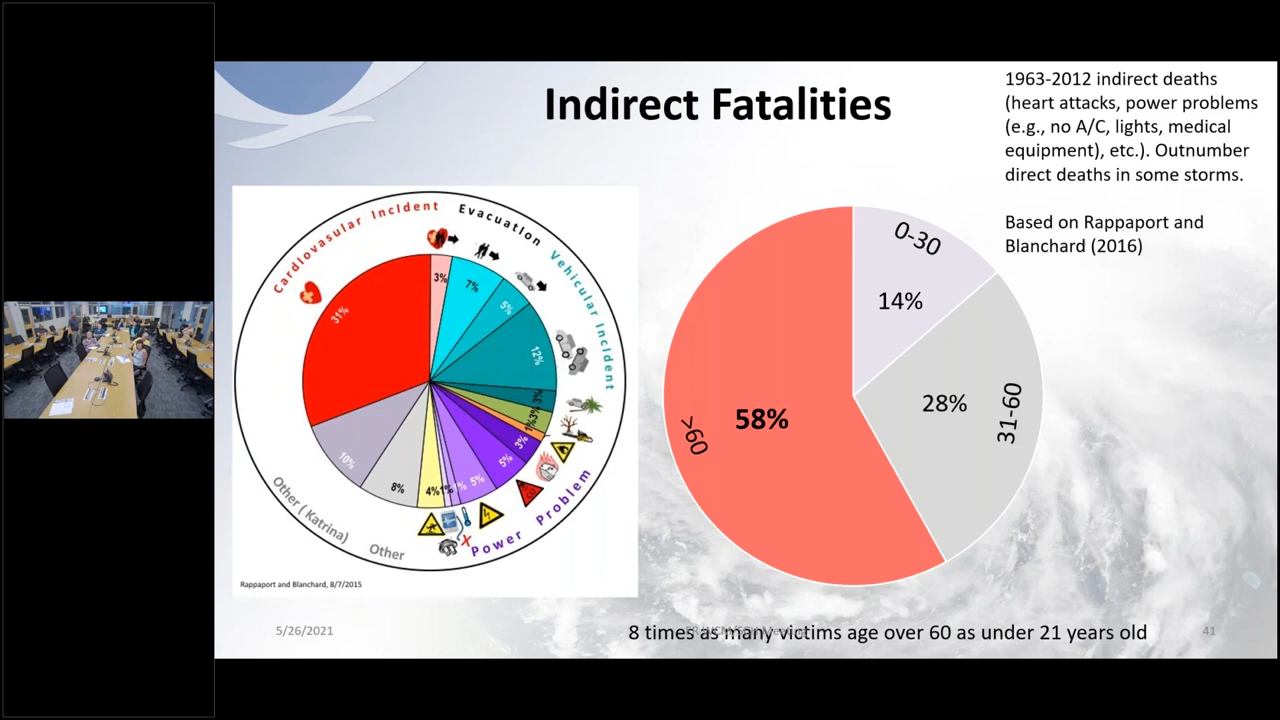 Indirect Fatalities
1963-2012 indirect deaths
(heart attacks, power problems
(e.g., no A/C, lights, medical
equipment), etc.). Outnumber
direct deaths in some storms.
Based on Rappaport and
Blanchard (2016)
Cardiovasular Incident
Evacuation
Vehicular Incident
Power Problem
Other
Other ( Katrina)
31%
3%
7%
5%
12%
3%
3%
1%
3%
5%
5%
1%
4%
8%
10%
Rappaport and Blanchard, 8/7/2015
0-30
14%
28%
31-60
58%
>60
5/26/2021
8 times as many victims age over 60 as under 21 years old
41